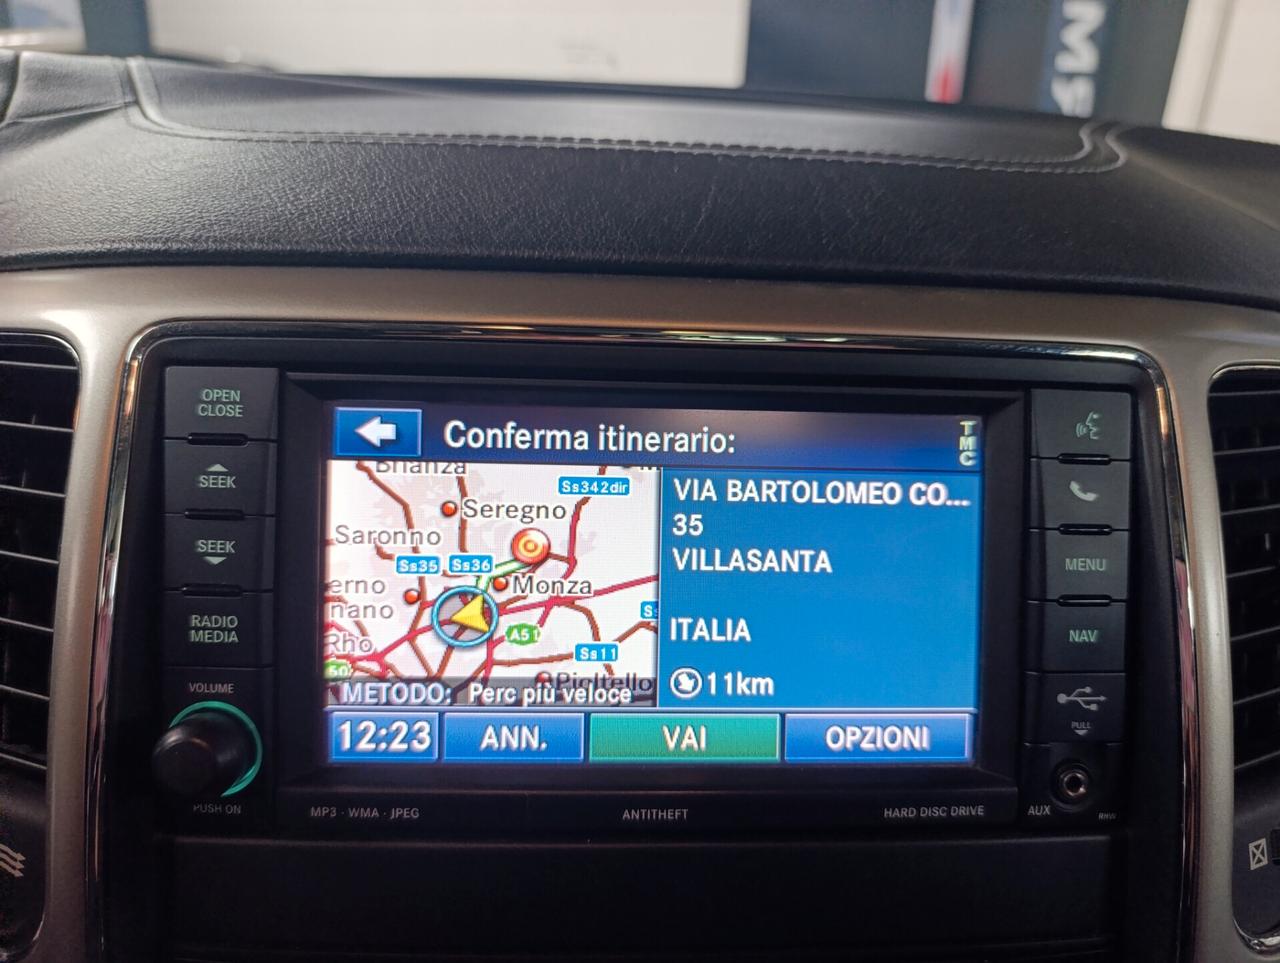 OPEN
CLOSE
SEEK
SEEK
RADIO
MEDIA
VOLUME
PUSH ON
Conferma itinerario:
TMC
Brianza
Ss342dir
Seregno
Saronno
Ss35
Ss36
Monza
erno
nano
A51
Rho
Ss11
50
Pioltello
METODO: Perc più veloce
VIA BARTOLOMEO CO...
35
VILLASANTA
ITALIA
11km
12:23
ANN.
VAI
OPZIONI
MP3 · WMA · JPEG
ANTITHEFT
HARD DISC DRIVE
MENU
NAV
PULL
AUX
RHW